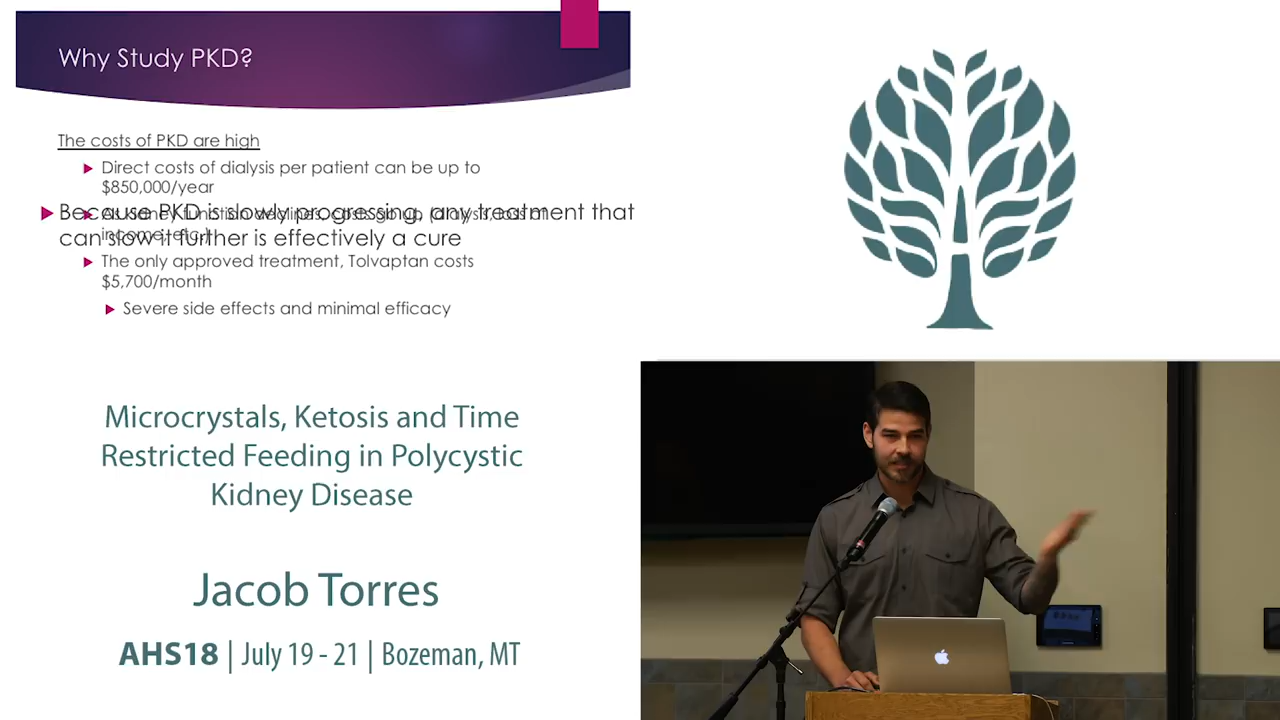 Why Study PKD?
The costs of PKD are high
Direct costs of dialysis per patient can be up to
$850,000/year
Because PKD is slowly progressing, any treatment that
can slow it further is effectively a cure
The only approved treatment, Tolvaptan costs
$5,700/month
Severe side effects and minimal efficacy
Microcrystals, Ketosis and Time
Restricted Feeding in Polycystic
Kidney Disease
Jacob Torres
AHS18 | July 19 - 21 | Bozeman, MT